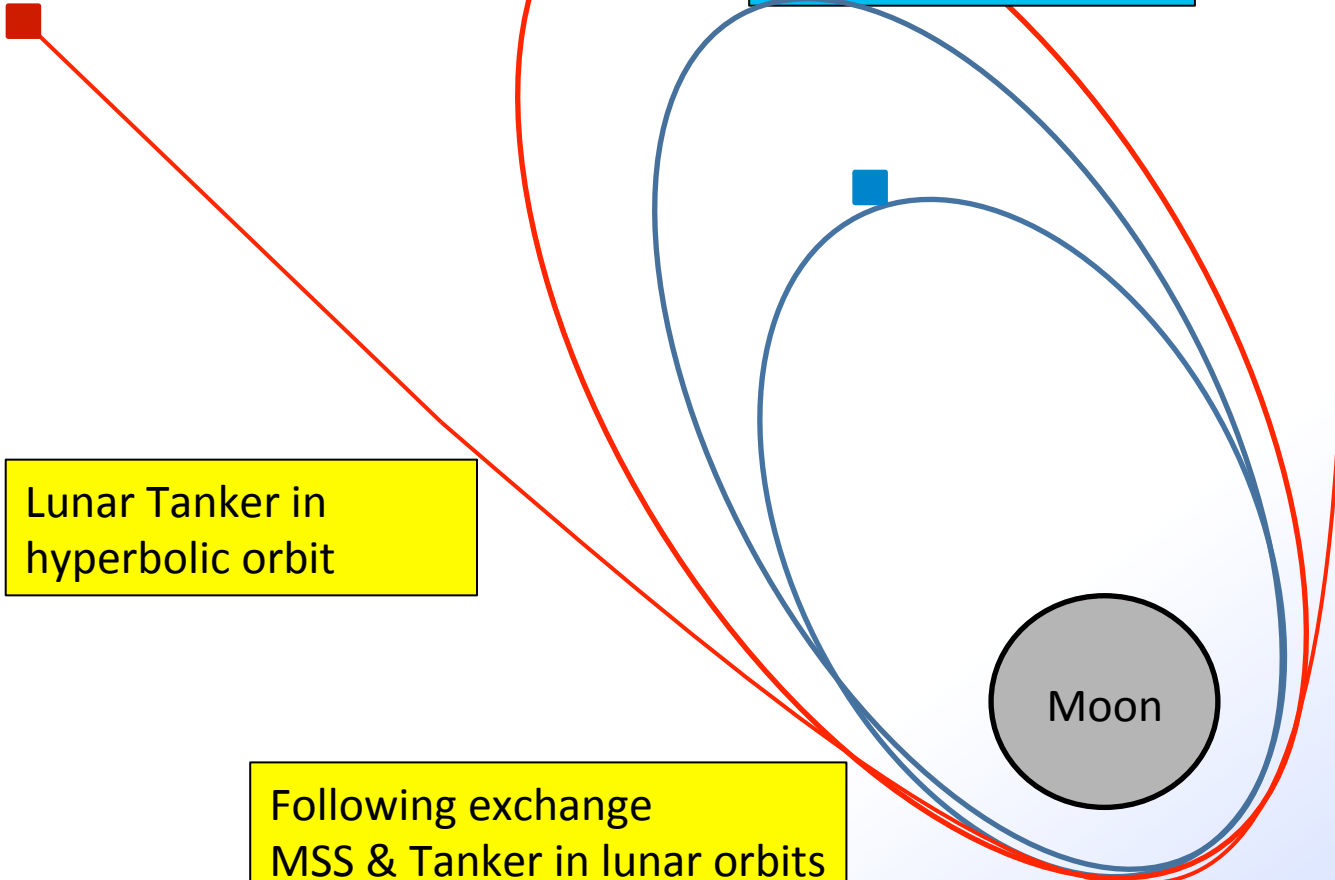 Lunar Tanker in
hyperbolic orbit
Moon
Following exchange
MSS & Tanker in lunar orbits